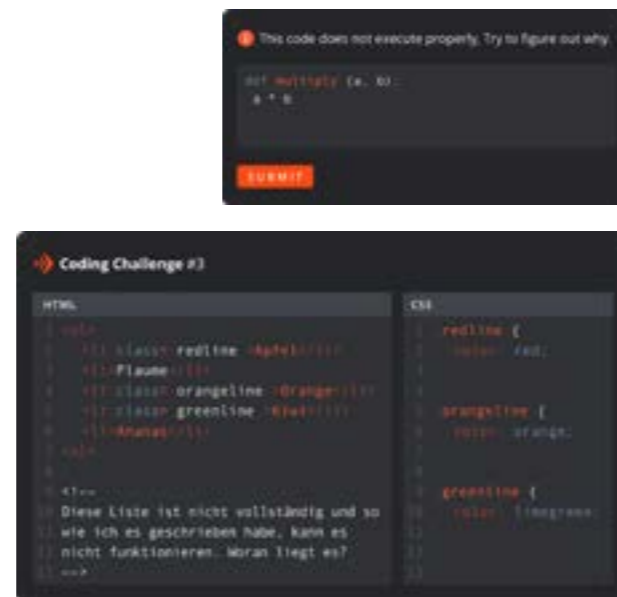 This code does not execute properly. Try to figure out why.
def multiply (a, b):
a * b
SUBMIT
Coding Challenge #3
HTML
<ul>
<li class= redline >Apfel</li>
<li>Pflaume</li>
<li class= orangeline >Orange</li>
<li class= greenline >Kiwi</li>
<li>Ananas</li>
<ul>
<!--
Diese Liste ist nicht vollständig und so
wie ich es geschrieben habe, kann es
nicht funktionieren. Woran liegt es?
-->
CSS
redline {
color: red;
orangeline {
color: orange;
greenline {
color: limegreen;